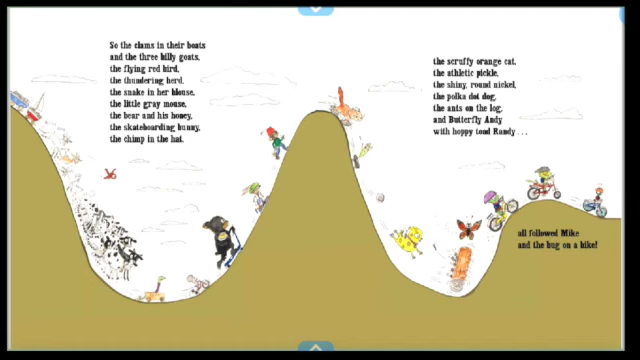 So the clams in their boats
and the three billy goats,
the flying red bird,
the thundering herd,
the snake in her blouse,
the little gray mouse,
the bear and his honey,
the skateboarding bunny,
the chimp in the hat,
the scruffy orange cat,
the athletic pickle,
the shiny, round nickel,
the polka dot dog,
the ants on the log,
and Butterfly Andy
with hoppy toad Randy . . .
all followed Mike
and the bug on a bike!